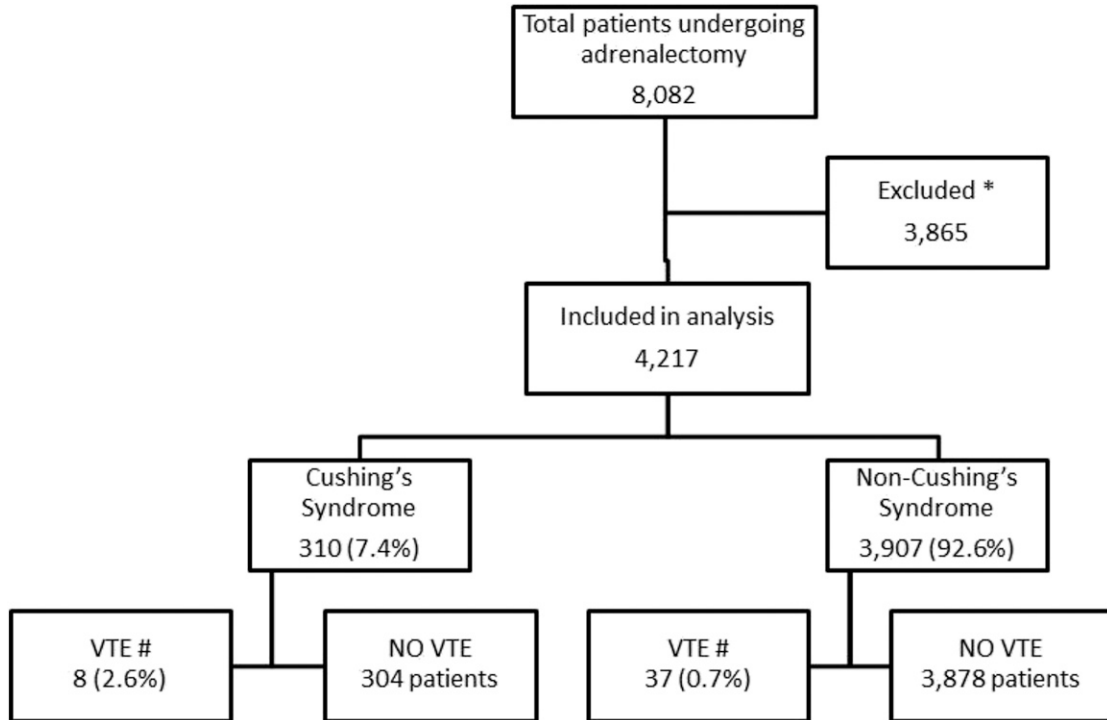 Total patients undergoing
adrenalectomy
8,082
Excluded *
3,865
Included in analysis
4,217
Cushing’s
Syndrome
310 (7.4%)
Non-Cushing’s
Syndrome
3,907 (92.6%)
VTE #
8 (2.6%)
NO VTE
304 patients
VTE #
37 (0.7%)
NO VTE
3,878 patients